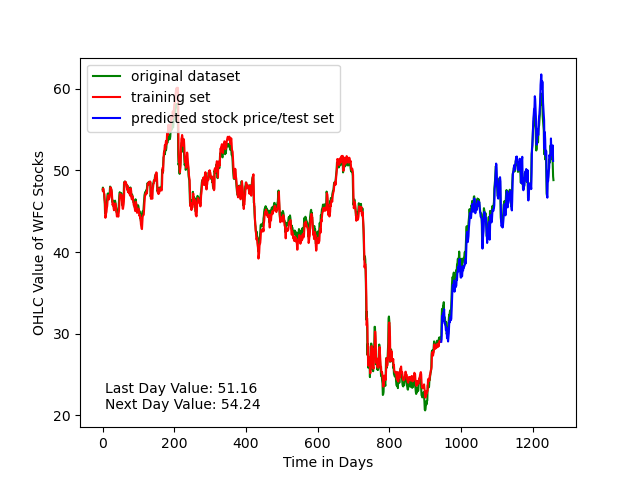 original dataset
training set
predicted stock price/test set
OHLC Value of WFC Stocks
60
50
40
30
20
Last Day Value: 51.16
Next Day Value: 54.24
0 200 400 600 800 1000 1200
Time in Days